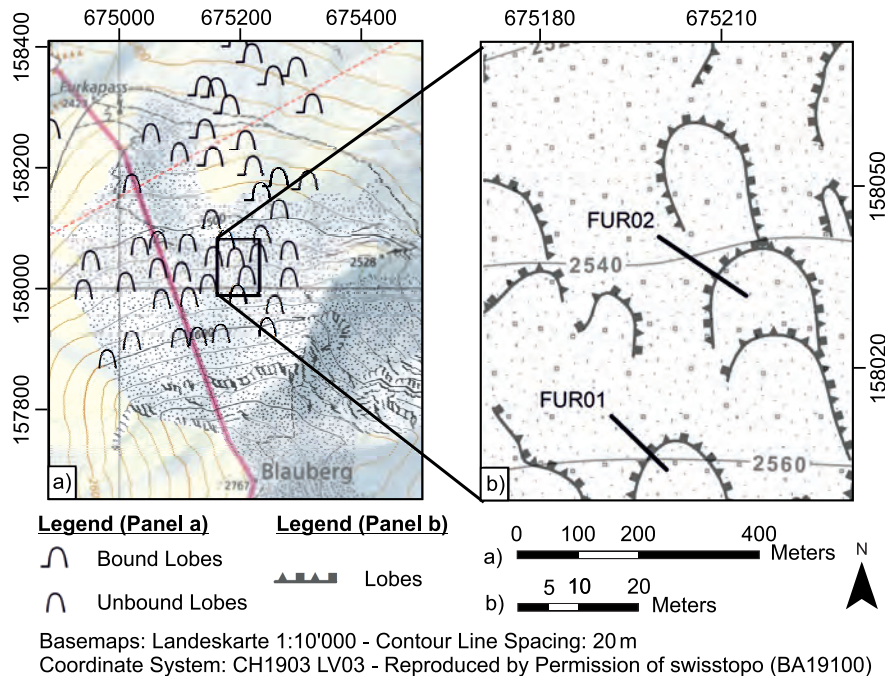 675000 675200 675400 675180 675210
158400
158200
158000
157800
Furkapass
2528
Blauberg
2767
a)
2540
2560
FUR02
FUR01
158050
158020
b)
Legend (Panel a) Legend (Panel b)
Bound Lobes
Unbound Lobes
Lobes
0 100 200 400
a) Meters
5 10 20
b) Meters
N
Basemaps: Landeskarte 1:10'000 - Contour Line Spacing: 20 m
Coordinate System: CH1903 LV03 - Reproduced by Permission of swisstopo (BA19100)